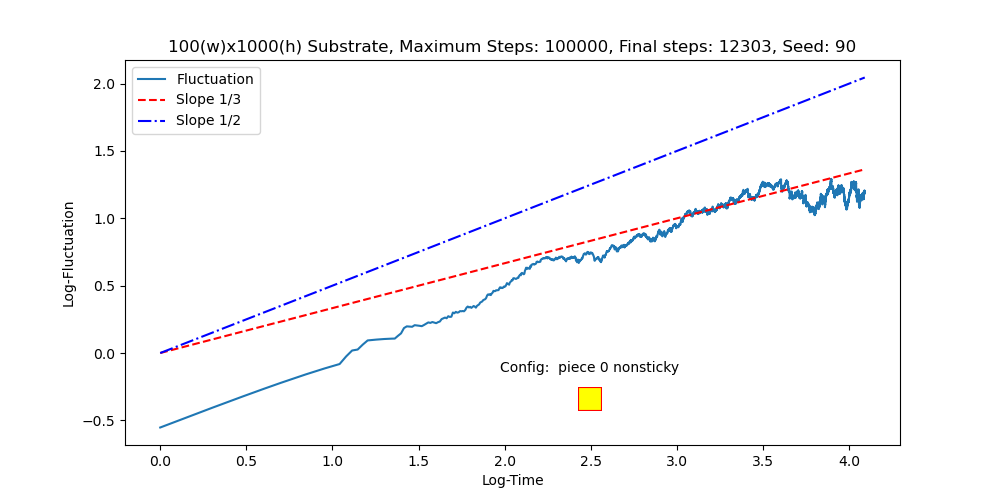 100(w)x1000(h) Substrate, Maximum Steps: 100000, Final steps: 12303, Seed: 90
Fluctuation
Slope 1/3
Slope 1/2
Log-Fluctuation
2.0
1.5
1.0
0.5
0.0
−0.5
Config:  piece 0 nonsticky
0.0 0.5 1.0 1.5 2.0 2.5 3.0 3.5 4.0
Log-Time